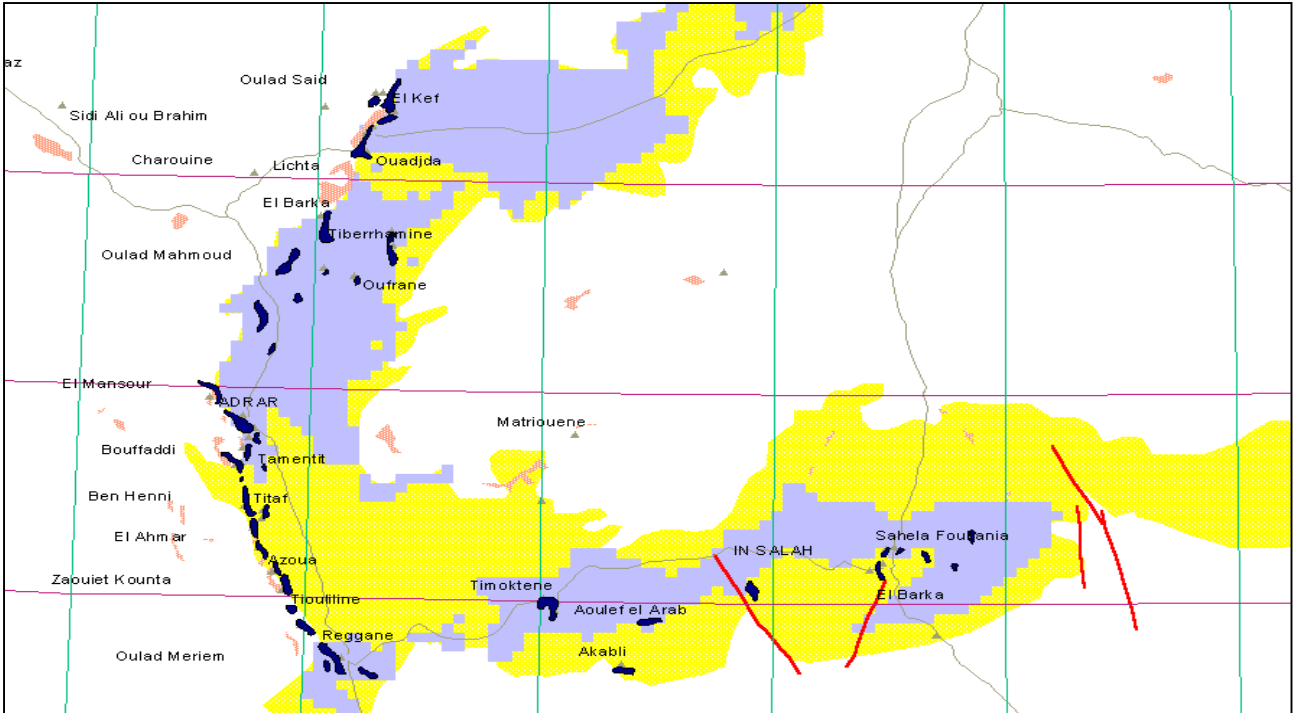 az
Oulad Said
El Kef
Sidi Ali ou Brahim
Charouine
Lichta
Ouadjda
El Barka
Tiberrhamine
Oulad Mahmoud
Oufrane
El Mansour
ADRAR
Matriouene
Bouffaddi
Tamentit
Ben Henni
Titaf
El Ahmar
Sahela Foukania
IN SALAH
Azoua
Zaouiet Kounta
Timoktene
El Barka
Tiouliline
Aoulef el Arab
Reggane
Akabli
Oulad Meriem